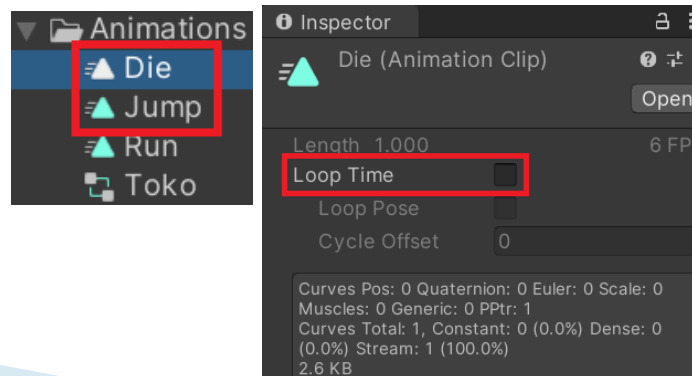 Animations
Die
Jump
Run
Toko
Inspector
Die (Animation Clip)
Open
Length 1.000 6 FP
Loop Time
Loop Pose
Cycle Offset 0
Curves Pos: 0 Quaternion: 0 Euler: 0 Scale: 0
Muscles: 0 Generic: 0 PPtr: 1
Curves Total: 1, Constant: 0 (0.0%) Dense: 0
(0.0%) Stream: 1 (100.0%)
2.6 KB